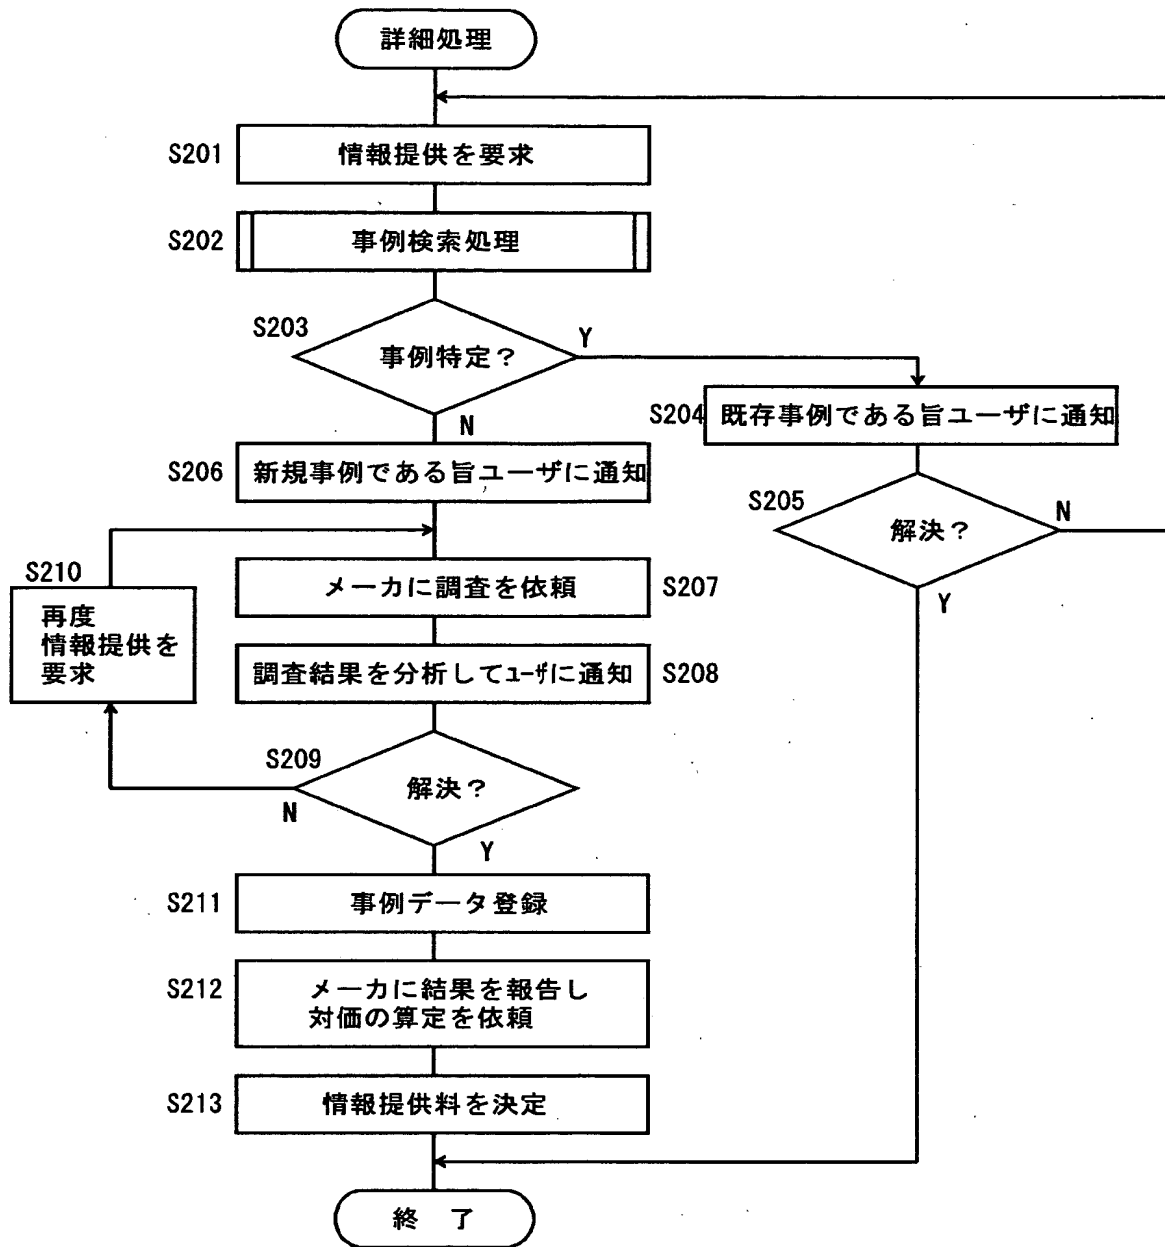 詳細処理
S201
情報提供を要求
S202
事例検索処理
S203
事例特定？
Y
N
S204
既存事例である旨ユーザに通知
S205
解決？
N
Y
S206
新規事例である旨ユーザに通知
S207
メーカに調査を依頼
S208
調査結果を分析してﾕｰｻﾞに通知
S209
解決？
N
Y
S210
再度
情報提供を
要求
S211
事例データ登録
S212
メーカに結果を報告し
対価の算定を依頼
S213
情報提供料を決定
終　了